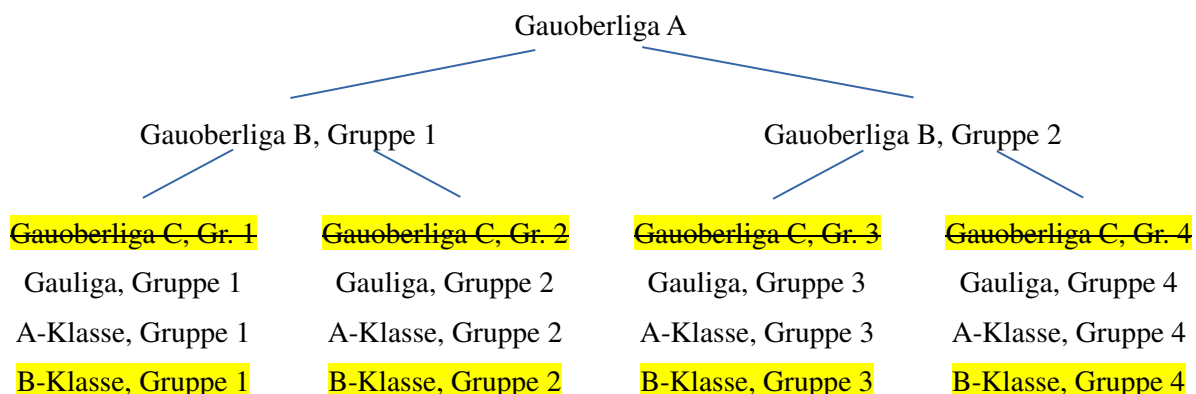 Gauoberliga A
Gauoberliga B, Gruppe 1 Gauoberliga B, Gruppe 2
Gauoberliga C, Gr. 1 Gauoberliga C, Gr. 2 Gauoberliga C, Gr. 3 Gauoberliga C, Gr. 4
Gauliga, Gruppe 1 Gauliga, Gruppe 2 Gauliga, Gruppe 3 Gauliga, Gruppe 4
A-Klasse, Gruppe 1 A-Klasse, Gruppe 2 A-Klasse, Gruppe 3 A-Klasse, Gruppe 4
B-Klasse, Gruppe 1 B-Klasse, Gruppe 2 B-Klasse, Gruppe 3 B-Klasse, Gruppe 4